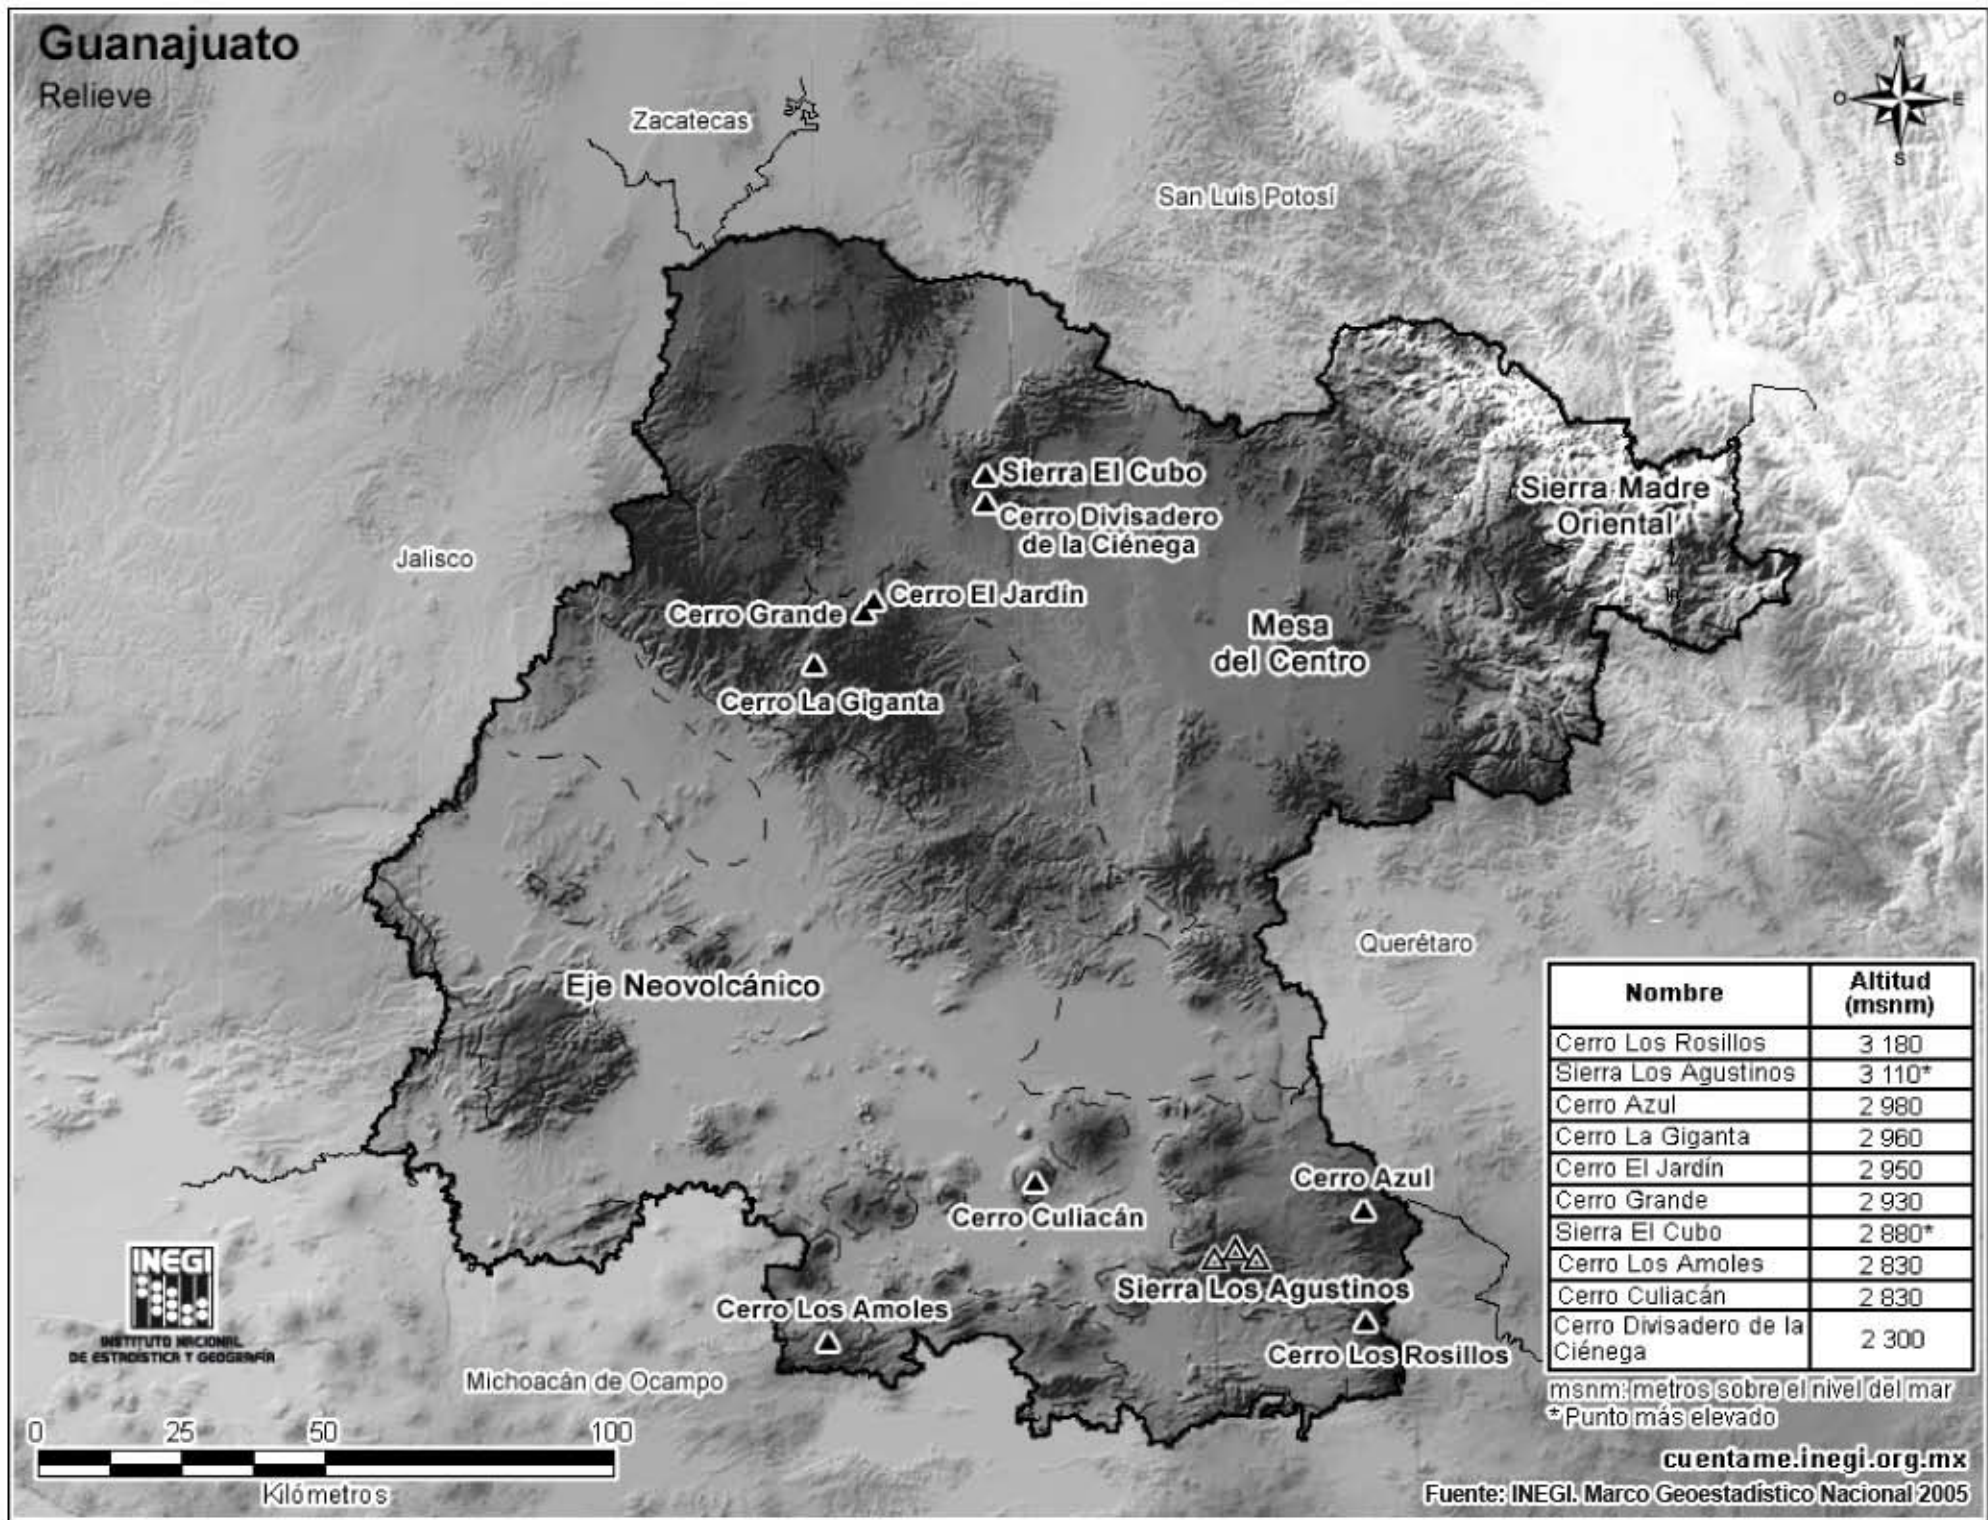 Guanajuato
Relieve
N
O
E
S
Zacatecas
San Luis Potosí
Sierra El Cubo
Cerro Divisadero
de la Ciénega
Sierra Madre
Oriental
Jalisco
Cerro El Jardín
Cerro Grande
Mesa
del Centro
Cerro La Giganta
Querétaro
Eje Neovolcánico
Cerro Azul
Cerro Culiacán
Sierra Los Agustinos
Cerro Los Amoles
Cerro Los Rosillos
Michoacán de Ocampo
Nombre Altitud
(msnm)
Cerro Los Rosillos 3 180
Sierra Los Agustinos 3 110*
Cerro Azul 2 980
Cerro La Giganta 2 960
Cerro El Jardín 2 950
Cerro Grande 2 930
Sierra El Cubo 2 880*
Cerro Los Amoles 2 830
Cerro Culiacán 2 830
Cerro Divisadero de la
Ciénega 2 300
msnm: metros sobre el nivel del mar
* Punto más elevado
cuentame.inegi.org.mx
Fuente: INEGI. Marco Geoestadístico Nacional 2005
INEGI
INSTITUTO NACIONAL
DE ESTADÍSTICA Y GEOGRAFÍA
0 25 50 100
Kilómetros